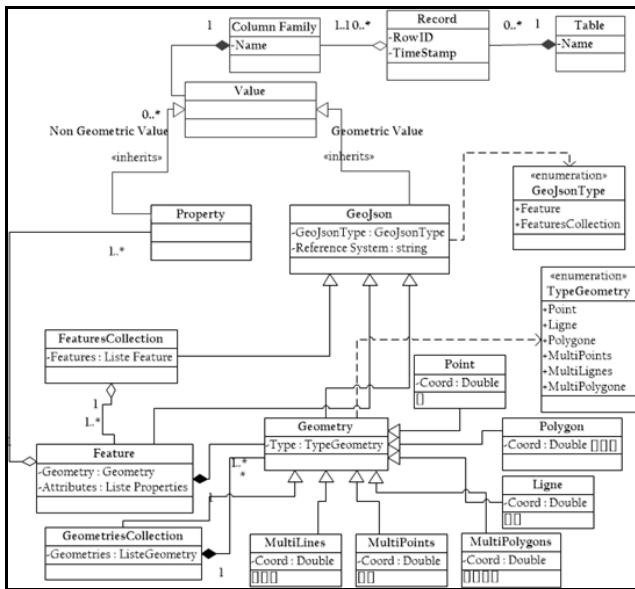 1 Column Family 1..1 0..* Record 0..* 1 Table
-Name
-RowID
-TimeStamp
-Name
Value
0..*
Non Geometric Value
Geometric Value
«inherits»
«inherits»
«enumeration»
GeoJsonType
+Feature
+FeaturesCollection
Property
1..*
GeoJson
-GeoJsonType : GeoJsonType
-Reference System : string
«enumeration»
TypeGeometry
+Point
+Ligne
+Polygone
+MultiPoints
+MultiLignes
+MultiPolygone
FeaturesCollection
-Features : Liste Feature
1
1..*
Point
-Coord : Double
[]
Feature
-Geometry : Geometry
-Attributes : Liste Properties
Geometry
-Type : TypeGeometry
1..*
*
1
Polygon
-Coord : Double [][][]
Ligne
-Coord : Double
[][]
GeometriesCollection
-Geometries : ListeGeometry
1
MultiLines
-Coord : Double
[][][]
MultiPoints
-Coord : Double
[][]
MultiPolygons
-Coord : Double
[][][][]